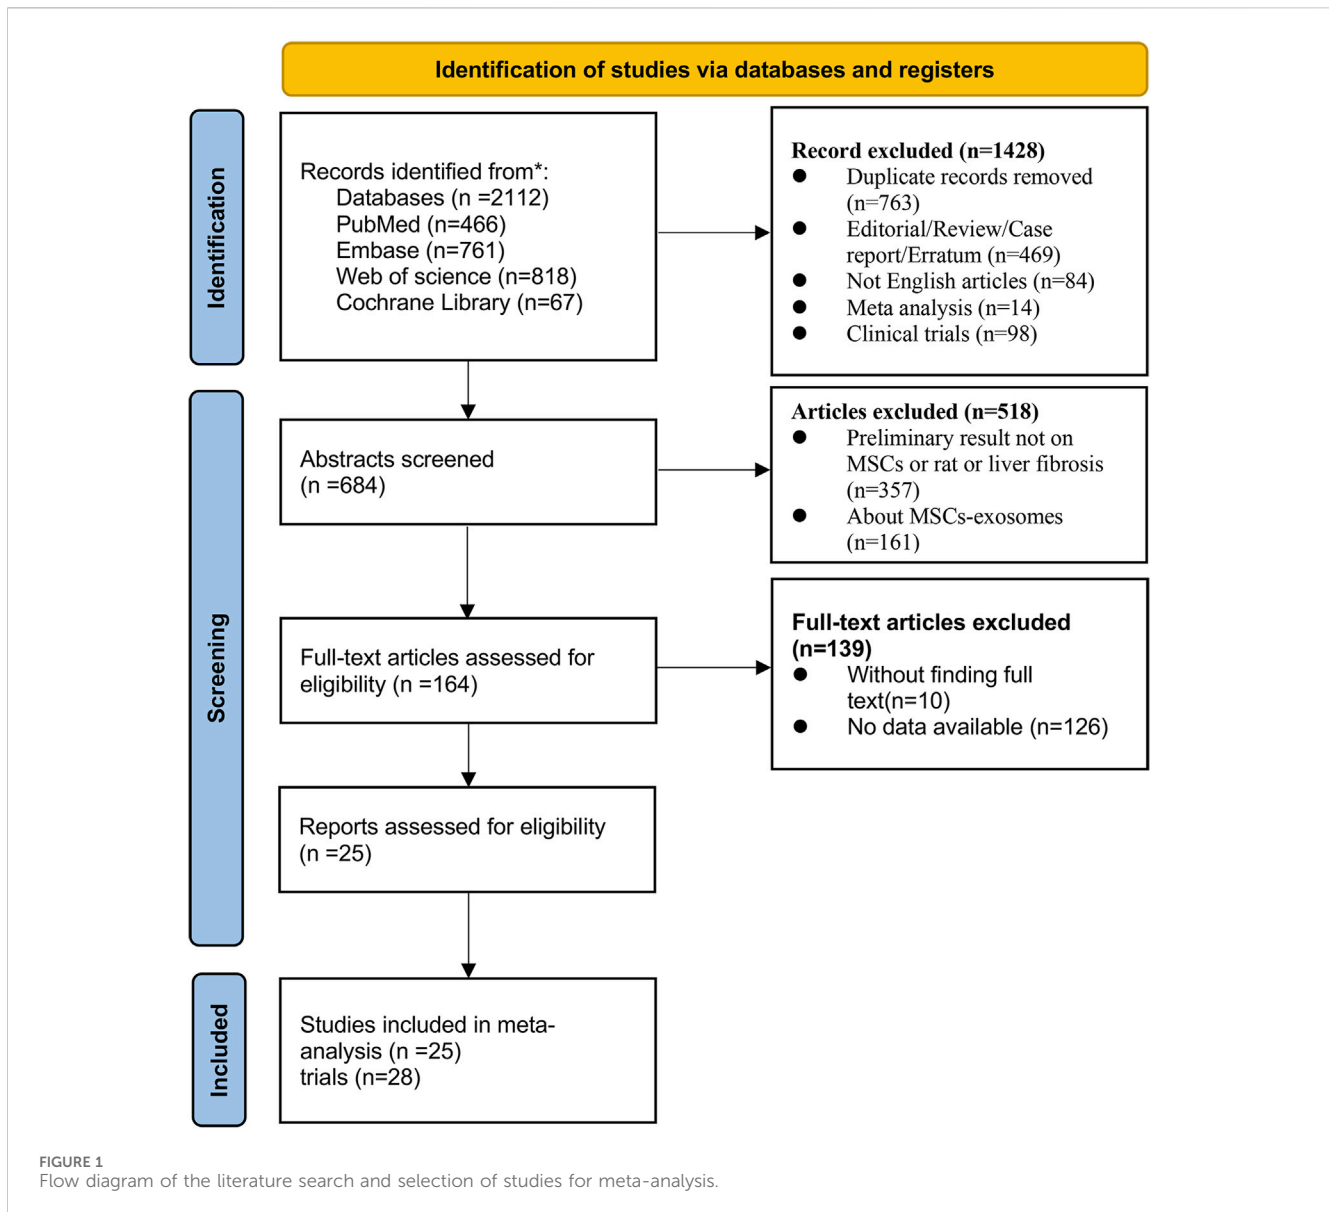 Identification of studies via databases and registers
Identification
Records identified from*:
Databases (n =2112)
PubMed (n=466)
Embase (n=761)
Web of science (n=818)
Cochrane Library (n=67)
Record excluded (n=1428)
● Duplicate records removed
(n=763)
● Editorial/Review/Case
report/Erratum (n=469)
● Not English articles (n=84)
● Meta analysis (n=14)
● Clinical trials (n=98)
Screening
Abstracts screened
(n =684)
Articles excluded (n=518)
● Preliminary result not on
MSCs or rat or liver fibrosis
(n=357)
● About MSCs-exosomes
(n=161)
Full-text articles assessed for
eligibility (n =164)
Full-text articles excluded
(n=139)
● Without finding full
text(n=10)
● No data available (n=126)
Reports assessed for eligibility
(n =25)
Included
Studies included in meta-
analysis (n =25)
trials (n=28)
FIGURE 1
Flow diagram of the literature search and selection of studies for meta-analysis.